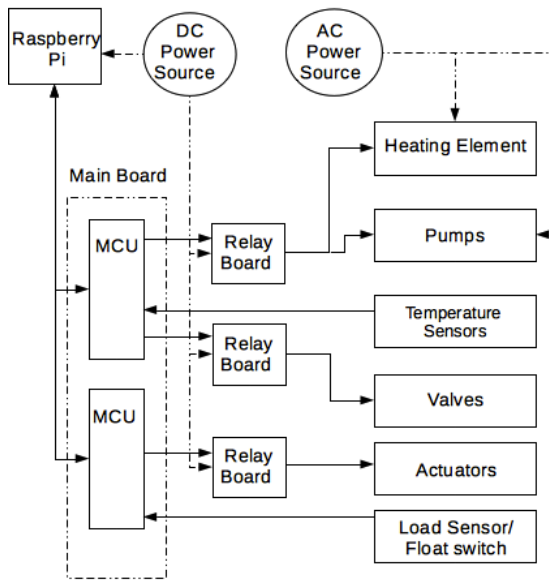 Raspberry
Pi
DC
Power
Source
AC
Power
Source
Heating Element
Main Board
MCU
Relay
Board
Pumps
Temperature
Sensors
Relay
Board
Valves
MCU
Relay
Board
Actuators
Load Sensor/
Float switch